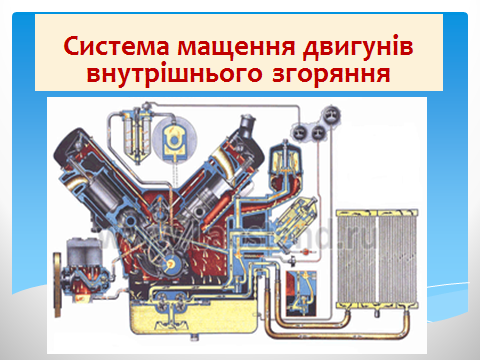 Система мащення двигунів
внутрішнього згоряння